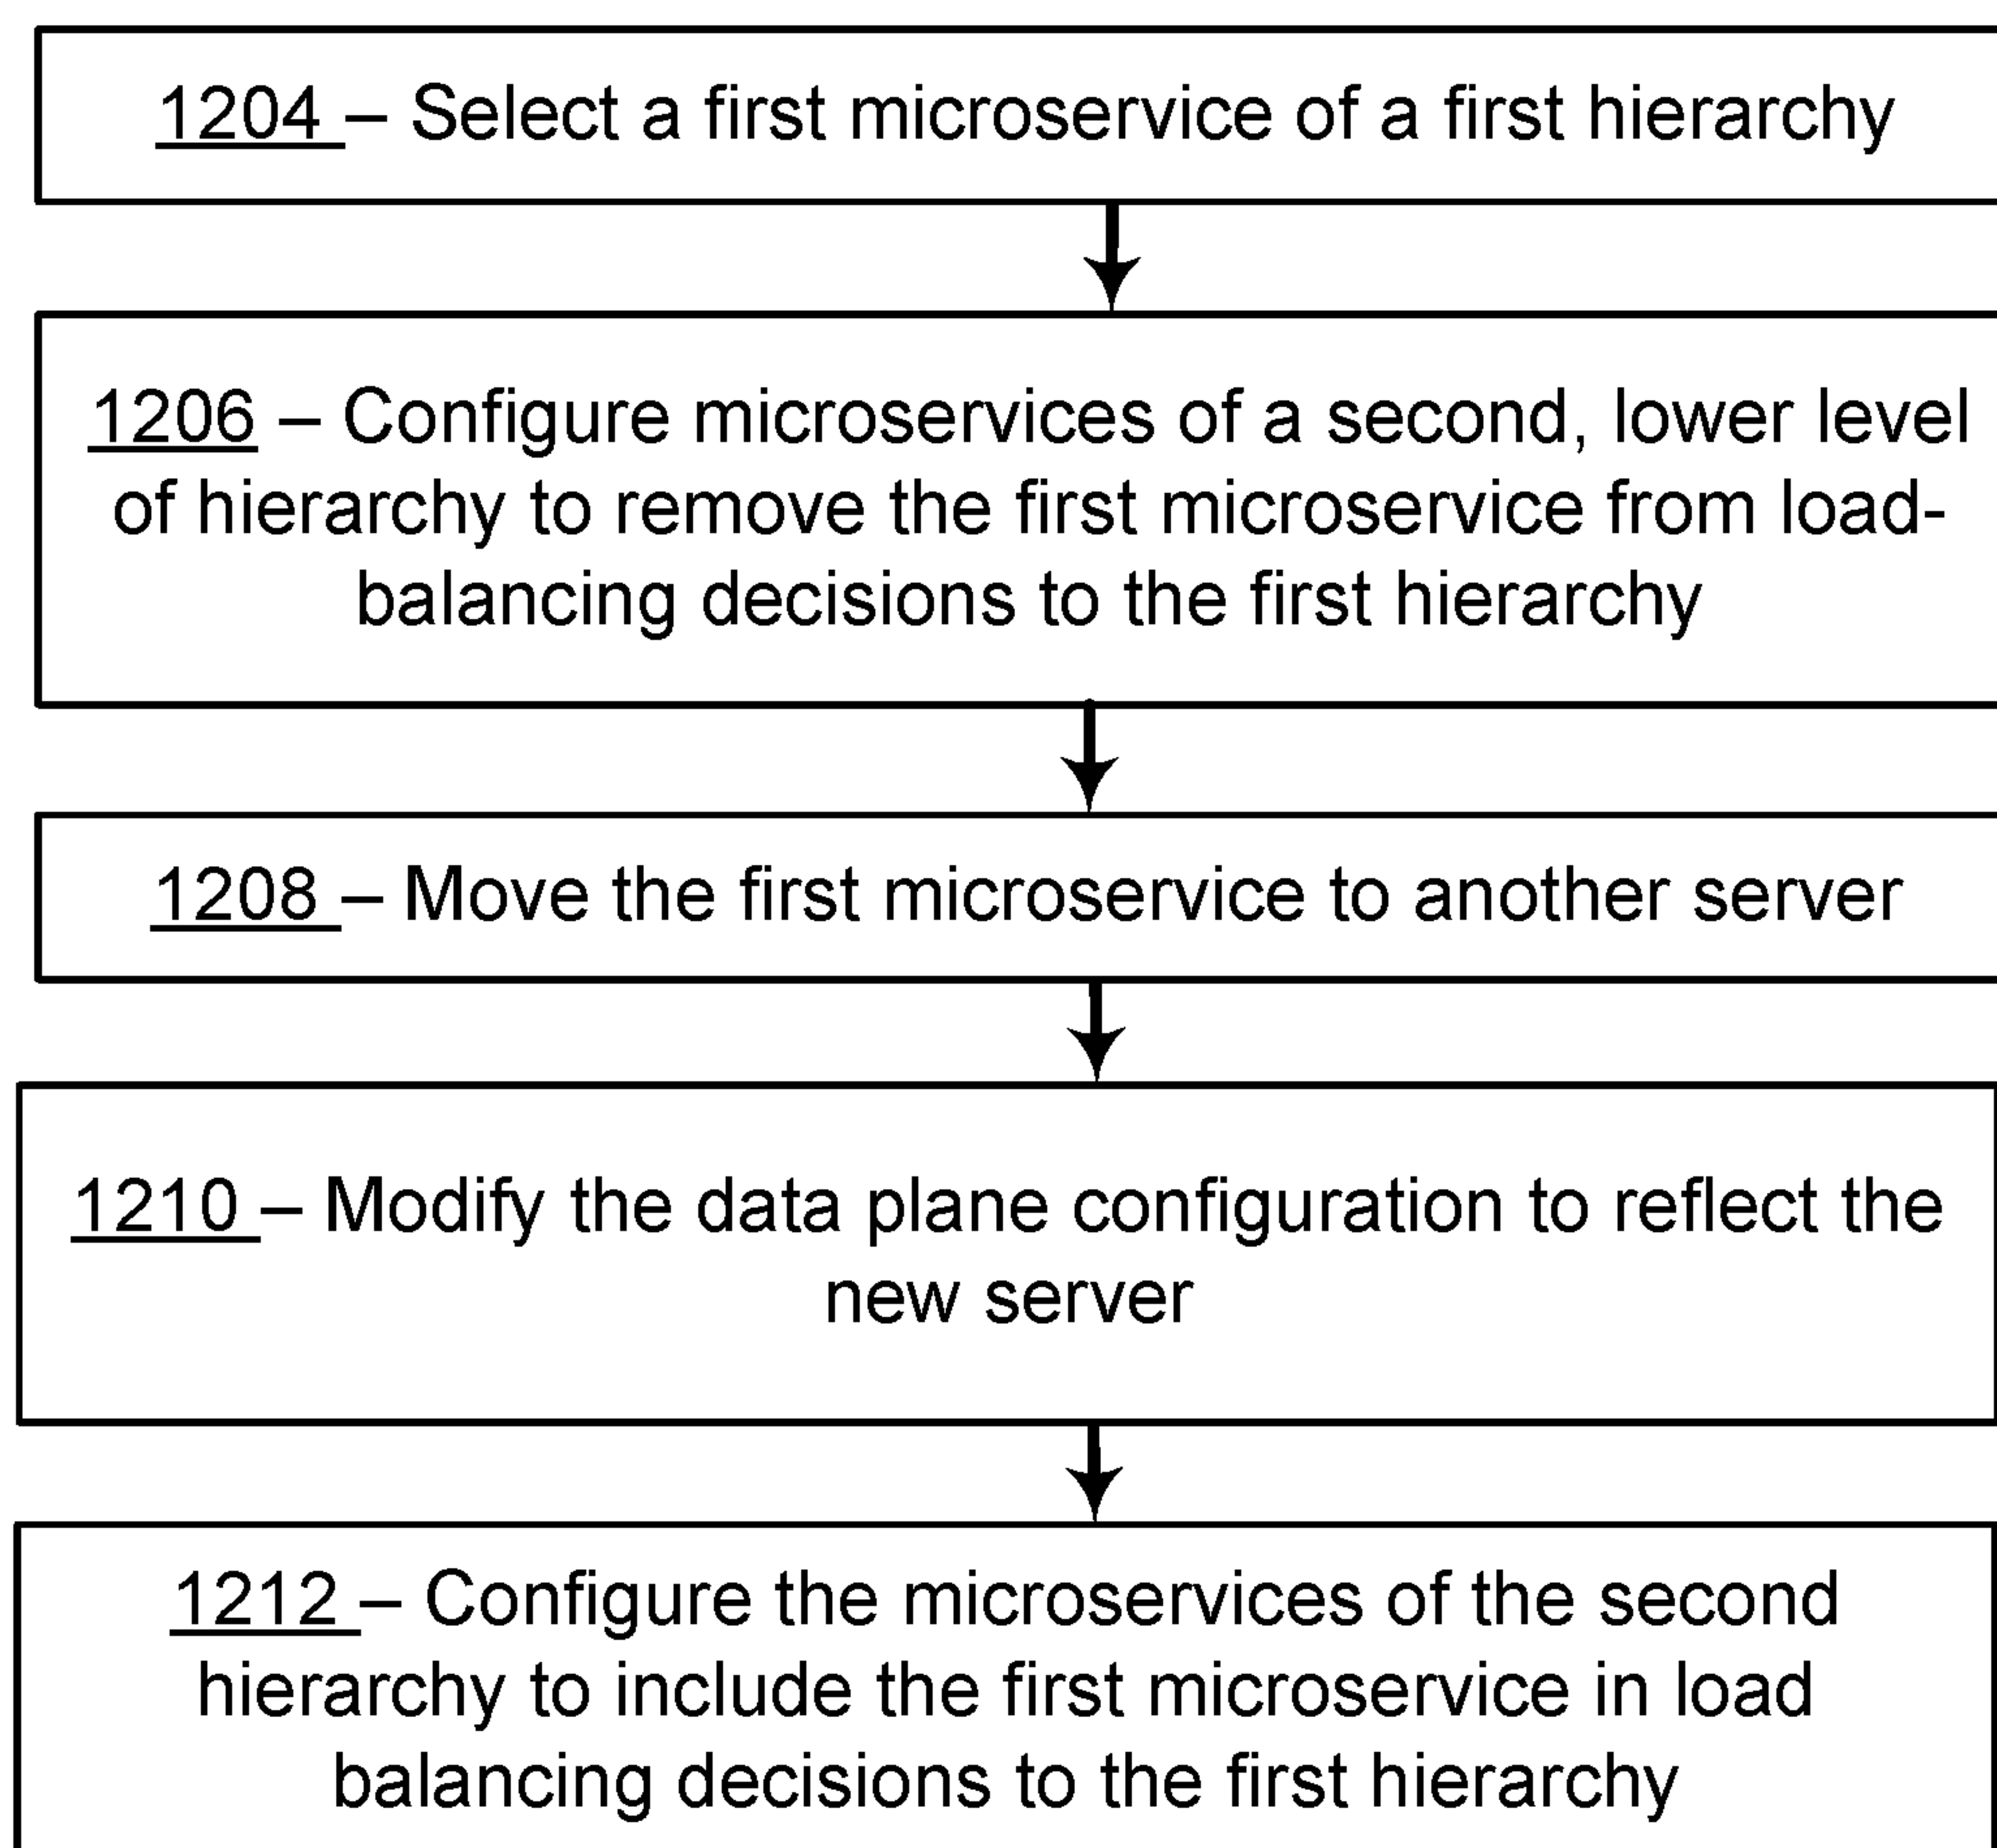 1204 – Select a first microservice of a first hierarchy
1206 – Configure microservices of a second, lower level
of hierarchy to remove the first microservice from load-
balancing decisions to the first hierarchy
1208 – Move the first microservice to another server
1210 – Modify the data plane configuration to reflect the
new server
1212 – Configure the microservices of the second
hierarchy to include the first microservice in load
balancing decisions to the first hierarchy